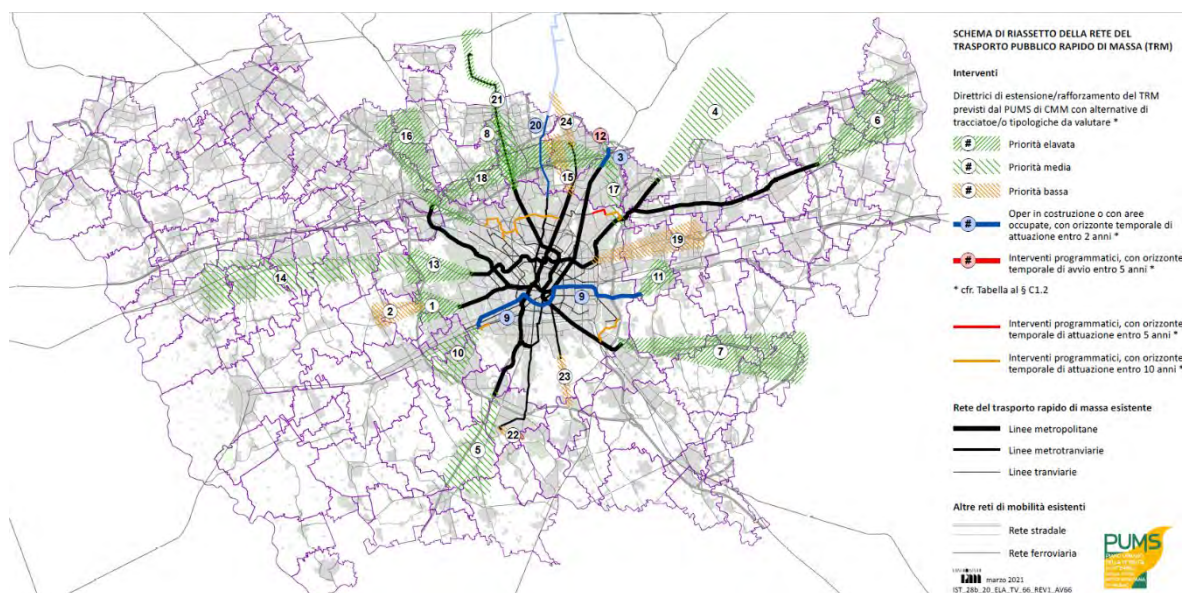 SCHEMA DI RIASSETTO DELLA RETE DEL
TRASPORTO PUBBLICO RAPIDO DI MASSA (TRM)
Interventi
Direttrici di estensione/rafforzamento del TRM
previsti dal PUMS di CMM con alternative di
tracciatoe/o tipologiche da valutare *
# Priorità elavata
# Priorità media
# Priorità bassa
# Oper in costruzione o con aree
occupate, con orizzonte temporale di
attuazione entro 2 anni *
# Interventi programmatici, con orizzonte
temporale di avvio entro 5 anni *
* cfr. Tabella al § C1.2
Interventi programmatici, con orizzonte
temporale di attuazione entro 5 anni *
Interventi programmatici, con orizzonte
temporale di attuazione entro 10 anni *
Rete del trasporto rapido di massa esistente
Linee metropolitane
Linee metrotranviarie
Linee tranviarie
Altre reti di mobilità esistenti
Rete stradale
Rete ferroviaria
marzo 2021
IST_28b_20_ELA_TV_66_REV1_AV66
PUMS
21
4
6
16
8
20
24
12
3
18
15
17
19
13
14
11
1
2
9
9
10
7
23
22
5